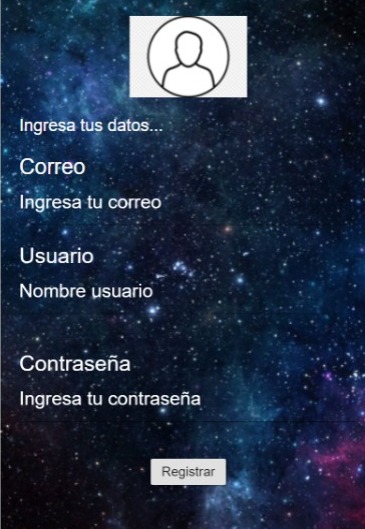 Ingresa tus datos...
Correo
Ingresa tu correo
Usuario
Nombre usuario
Contraseña
Ingresa tu contraseña
Registrar